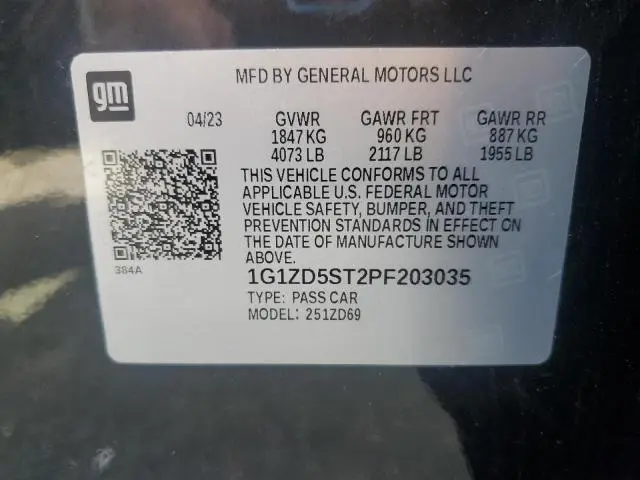 gm
MFD BY GENERAL MOTORS LLC
04/23 GVWR GAWR FRT GAWR RR
1847 KG 960 KG 887 KG
4073 LB 2117 LB 1955 LB
THIS VEHICLE CONFORMS TO ALL
APPLICABLE U.S. FEDERAL MOTOR
VEHICLE SAFETY, BUMPER, AND THEFT
PREVENTION STANDARDS IN EFFECT ON
THE DATE OF MANUFACTURE SHOWN
ABOVE.
384A
1G1ZD5ST2PF203035
TYPE: PASS CAR
MODEL: 251ZD69